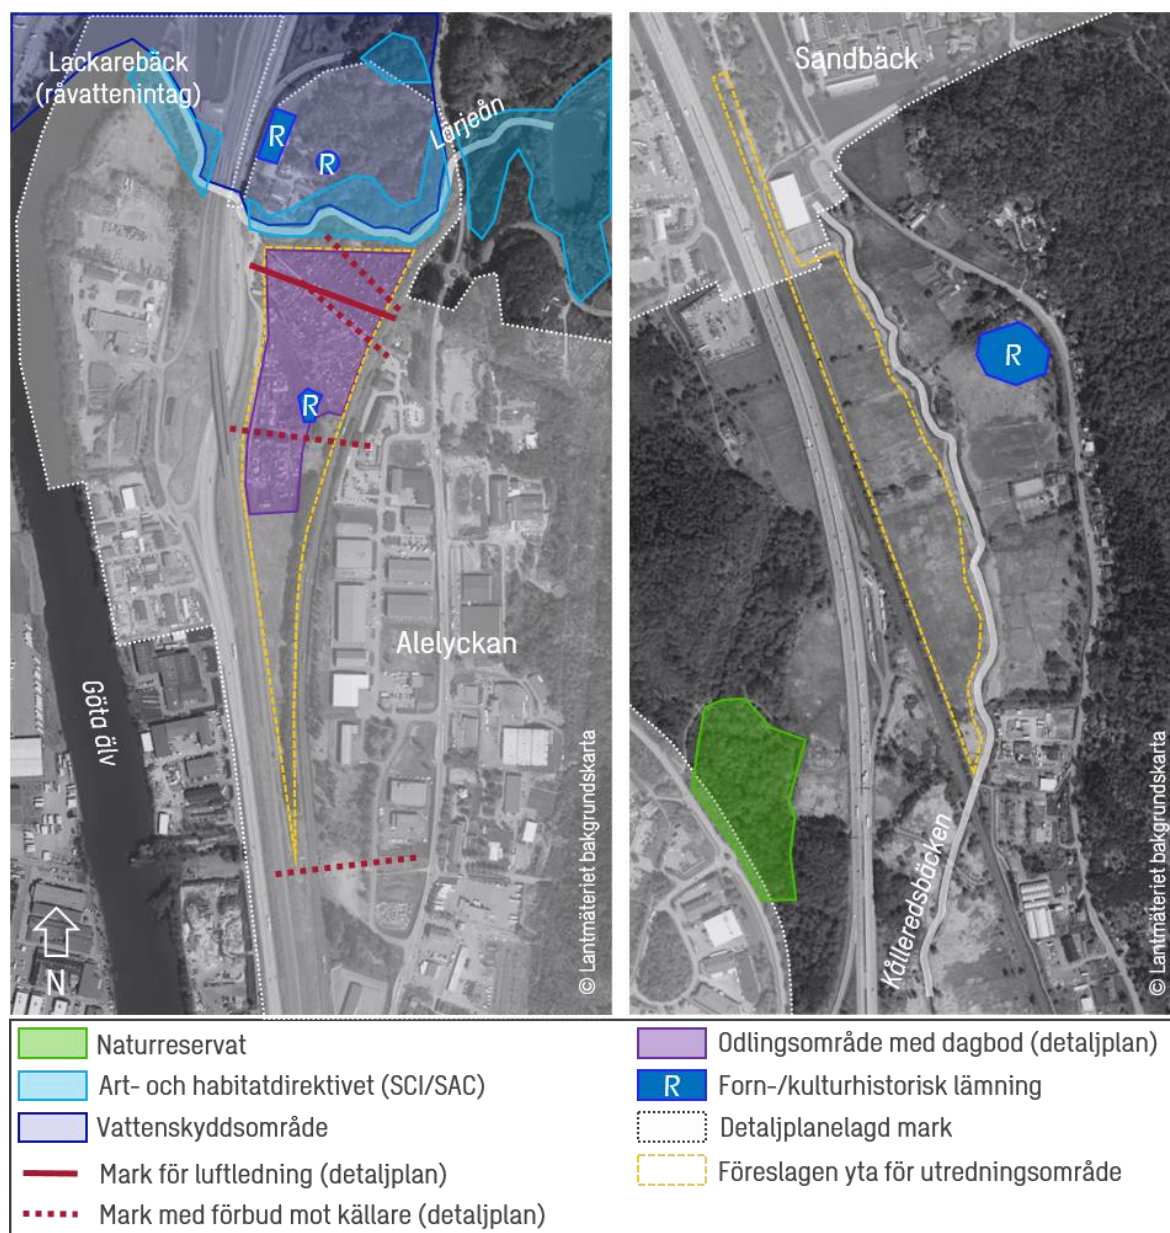 Lackarebäck
(råvattenintag)
Lärjeån
R
R
R
Alelyckan
Göta älv
N
© Lantmäteriet bakgrundskarta
Sandbäck
R
Kålleredsbäcken
© Lantmäteriet bakgrundskarta
Naturreservat
Art- och habitatdirektivet (SCI/SAC)
Vattenskyddsområde
Mark för luftledning (detaljplan)
Mark med förbud mot källare (detaljplan)
Odlingsområde med dagbod (detaljplan)
R Forn-/kulturhistorisk lämning
Detaljplanelagd mark
Föreslagen yta för utredningsområde